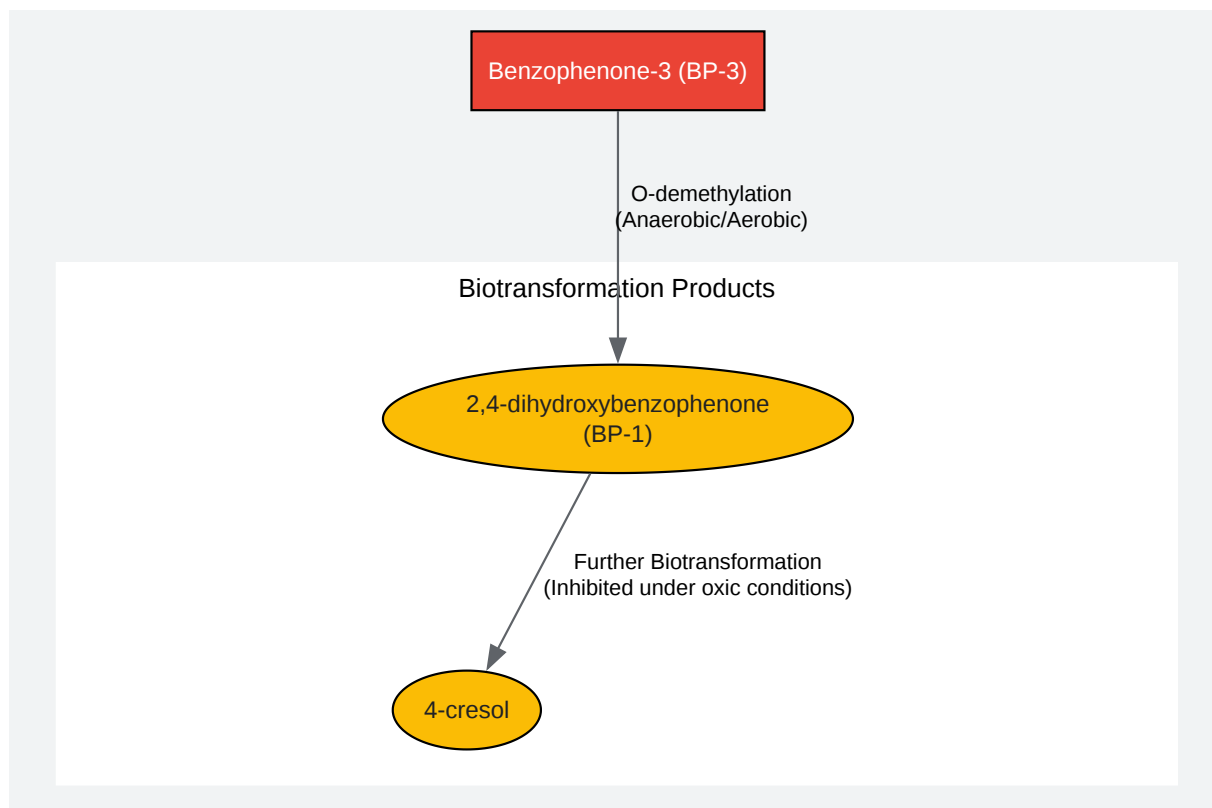 Benzophenone-3 (BP-3)
O-demethylation
(Anaerobic/Aerobic)
Biotransformation Products
2,4-dihydroxybenzophenone
(BP-1)
Further Biotransformation
(Inhibited under oxic conditions)
4-cresol